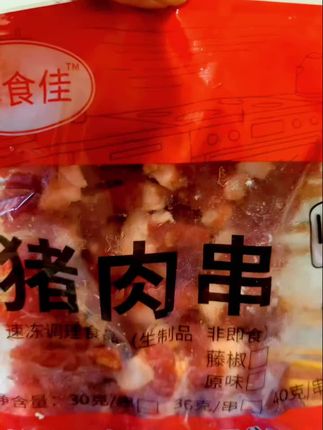 食佳™
猪肉串
速冻调理食品（生制品 非即食）
藤椒□
原味□
净含量：30克/串□ 36克/串□ 40克/串